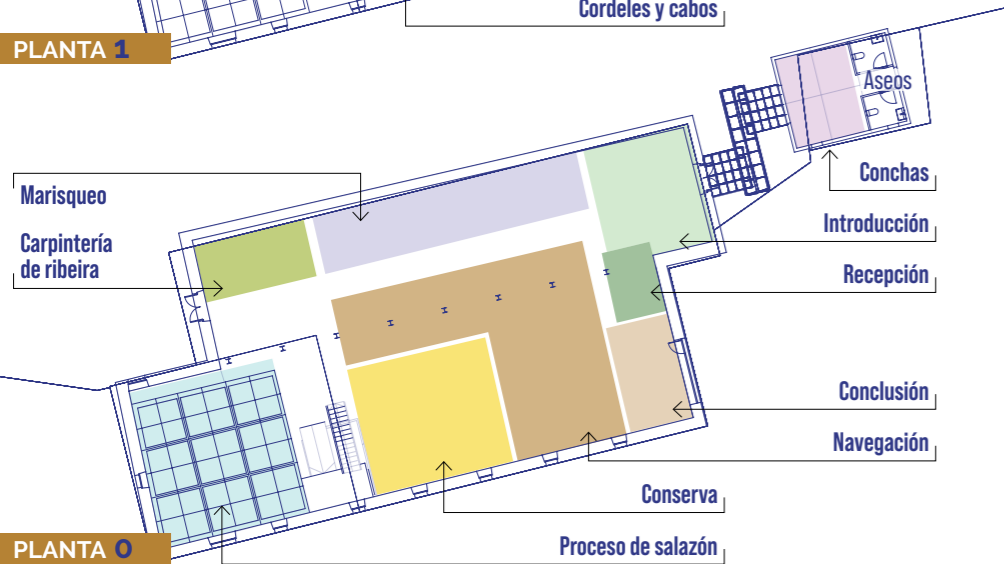 Cordeles y cabos
PLANTA 1
Aseos
Conchas
Marisqueo
Introducción
Carpintería
de ribeira
Recepción
Conclusión
Navegación
Conserva
Proceso de salazón
PLANTA 0